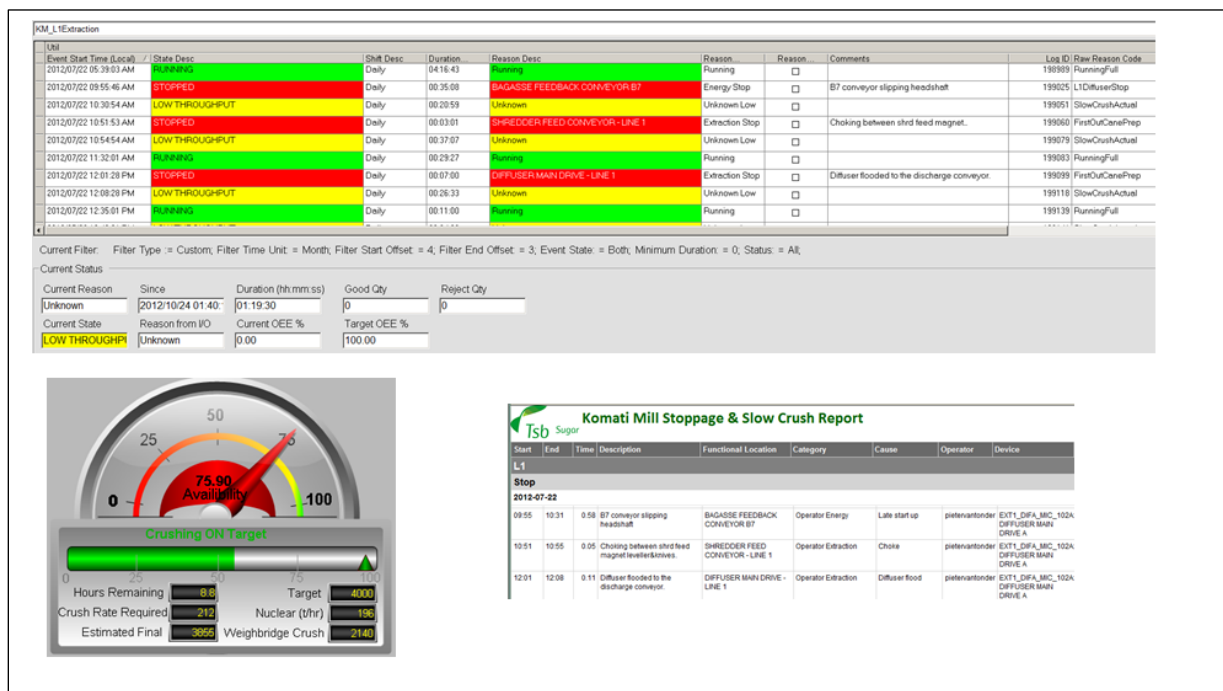 KM_L1Extraction
Util
Event Start Time (Local) / State Desc Shift Desc Duration... Reason Desc Reason... Reason... Comments Log ID Raw Reason Code
2012/07/22 05:39:03 AM RUNNING Daily 04:16:43 Running Running 198989 RunningFull
2012/07/22 09:55:46 AM STOPPED Daily 00:35:08 BAGASSE FEEDBACK CONVEYOR B7 Energy Stop B7 conveyor slipping headshaft 199025 L1DiffuserStop
2012/07/22 10:30:54 AM LOW THROUGHPUT Daily 00:20:59 Unknown Unknown Low 199051 SlowCrushActual
2012/07/22 10:51:53 AM STOPPED Daily 00:03:01 SHREDDER FEED CONVEYOR - LINE 1 Extraction Stop Choking between shrd feed magnet.. 199060 FirstOutCanePrep
2012/07/22 10:54:54 AM LOW THROUGHPUT Daily 00:37:07 Unknown Unknown Low 199079 SlowCrushActual
2012/07/22 11:32:01 AM RUNNING Daily 00:29:27 Running Running 199083 RunningFull
2012/07/22 12:01:28 PM STOPPED Daily 00:07:00 DIFFUSER MAIN DRIVE - LINE 1 Extraction Stop Diffuser flooded to the discharge conveyor. 199099 FirstOutCanePrep
2012/07/22 12:08:28 PM LOW THROUGHPUT Daily 00:26:33 Unknown Unknown Low 199118 SlowCrushActual
2012/07/22 12:35:01 PM RUNNING Daily 00:11:00 Running Running 199139 RunningFull
Current Filter: Filter Type := Custom; Filter Time Unit: = Month; Filter Start Offset: = 4; Filter End Offset: = 3; Event State: = Both; Minimum Duration: = 0; Status: = All;
Current Status
Current Reason Since Duration (hh:mm:ss) Good Qty Reject Qty
Unknown 2012/10/24 01:40: 01:19:30 0 0
Current State Reason from I/O Current OEE % Target OEE %
LOW THROUGHPU Unknown 0.00 100.00
0 25 50 75 100
75.90
Availibility
Crushing ON Target
0 25 50 75 100
Hours Remaining 8.8 Target 4000
Crush Rate Required 212 Nuclear (t/hr) 196
Estimated Final 3855 Weighbridge Crush 2140
Tsb Sugar
Komati Mill Stoppage & Slow Crush Report
Start End Time Description Functional Location Category Cause Operator Device
L1
Stop
2012-07-22
09:55 10:31 0.58 B7 conveyor slipping BAGASSE FEEDBACK Operator Energy Late start up pietervantonder EXT1_DIFA_MIC_102A:
headshaft CONVEYOR B7 DIFFUSER MAIN
DRIVE A
10:51 10:55 0.05 Choking between shrd feed SHREDDER FEED Operator Extraction Choke pietervantonder EXT1_DIFA_MIC_102A:
magnet leveller&knives. CONVEYOR - LINE 1 DIFFUSER MAIN
DRIVE A
12:01 12:08 0.11 Diffuser flooded to the DIFFUSER MAIN DRIVE - Operator Extraction Diffuser flood pietervantonder EXT1_DIFA_MIC_102A:
discharge conveyor. LINE 1 DIFFUSER MAIN
DRIVE A